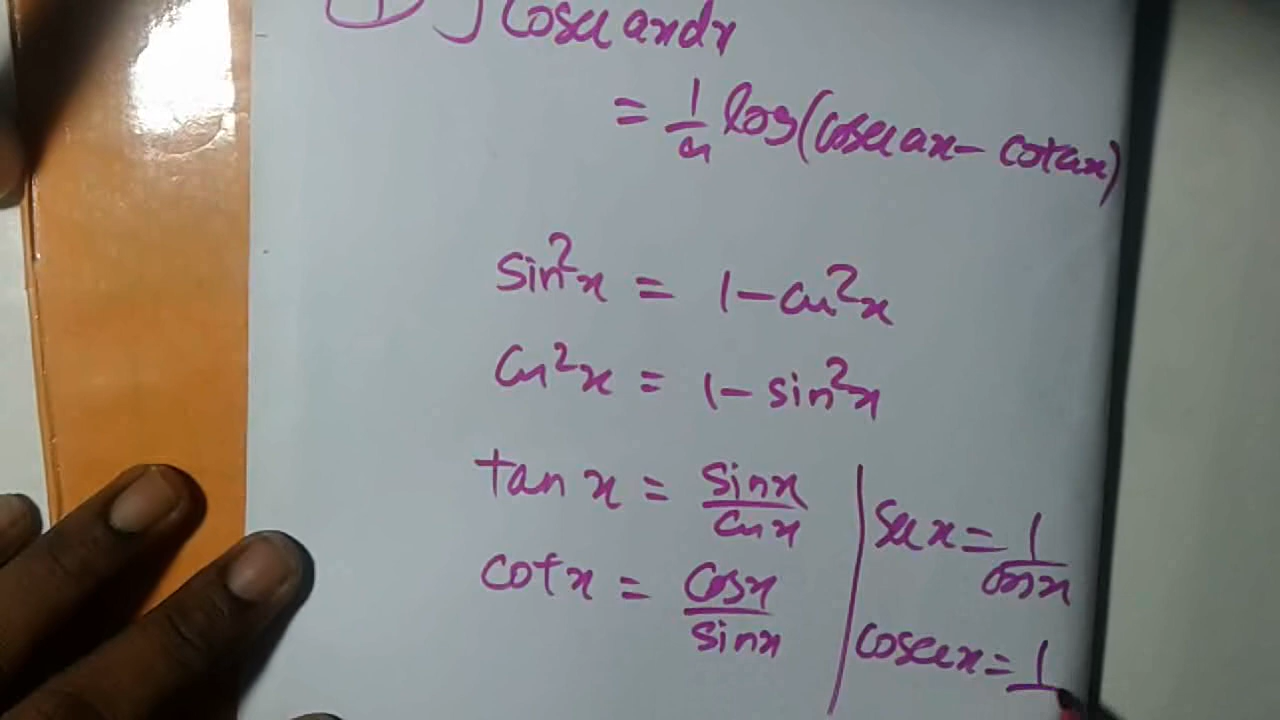 ① ∫ Cosec ax dx
= 1/a log(Cosec ax - cot ax)
sin²x = 1 - cos²x
cos²x = 1 - sin²x
tan x = sin x/cos x
cot x = cos x/sin x
sec x = 1/cos x
cosec x = 1/